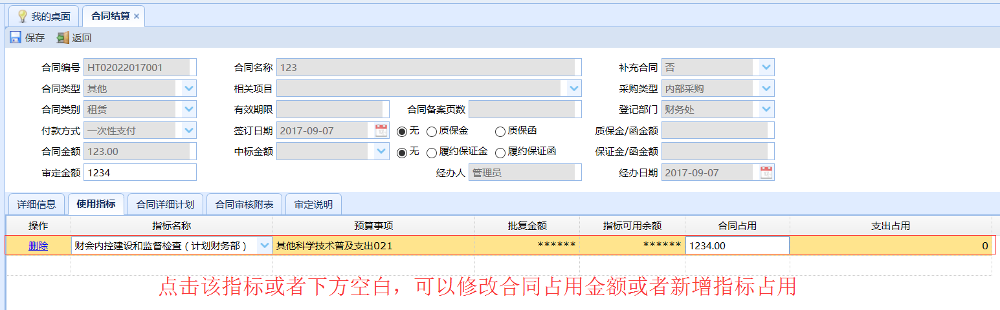 我的桌面 合同结算 ×
保存 返回
合同编号 HT02022017001 合同名称 123 补充合同 否
合同类型 其他 相关项目 采购类型 内部采购
合同类别 租赁 有效期限 合同备案页数 登记部门 财务处
付款方式 一次性支付 签订日期 2017-09-07 无 质保金 质保函 质保金/函金额
合同金额 123.00 中标金额 无 履约保证金 履约保证函 保证金/函金额
审定金额 1234 经办人 管理员 经办日期 2017-09-07
详细信息 使用指标 合同详细计划 合同审核附表 审定说明
操作 指标名称 预算事项 批复金额 指标可用余额 合同占用 支出占用
删除 财会内控建设和监督检查（计划财务部） 其他科学技术普及支出021 ****** ****** 1234.00 0
点击该指标或者下方空白，可以修改合同占用金额或者新增指标占用